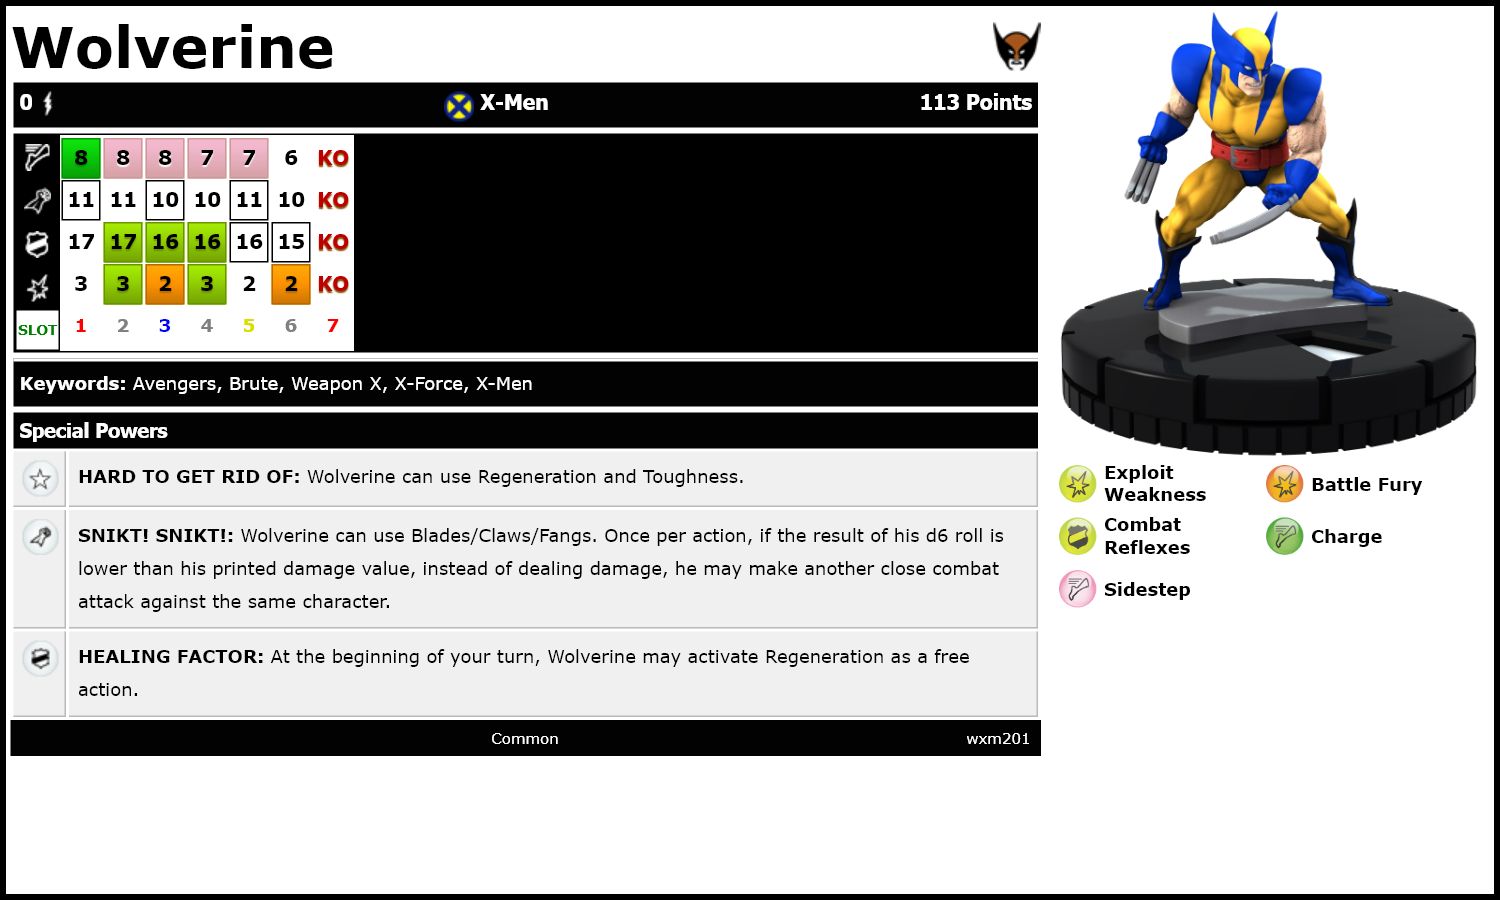 Wolverine
0 X-Men 113 Points
8 8 8 7 7 6 KO
11 11 10 10 11 10 KO
17 17 16 16 16 15 KO
3 3 2 3 2 2 KO
SLOT 1 2 3 4 5 6 7
Keywords: Avengers, Brute, Weapon X, X-Force, X-Men
Special Powers
HARD TO GET RID OF: Wolverine can use Regeneration and Toughness.
SNIKT! SNIKT!: Wolverine can use Blades/Claws/Fangs. Once per action, if the result of his d6 roll is
lower than his printed damage value, instead of dealing damage, he may make another close combat
attack against the same character.
HEALING FACTOR: At the beginning of your turn, Wolverine may activate Regeneration as a free
action.
Common wxm201
Exploit
Weakness
Battle Fury
Combat
Reflexes
Charge
Sidestep